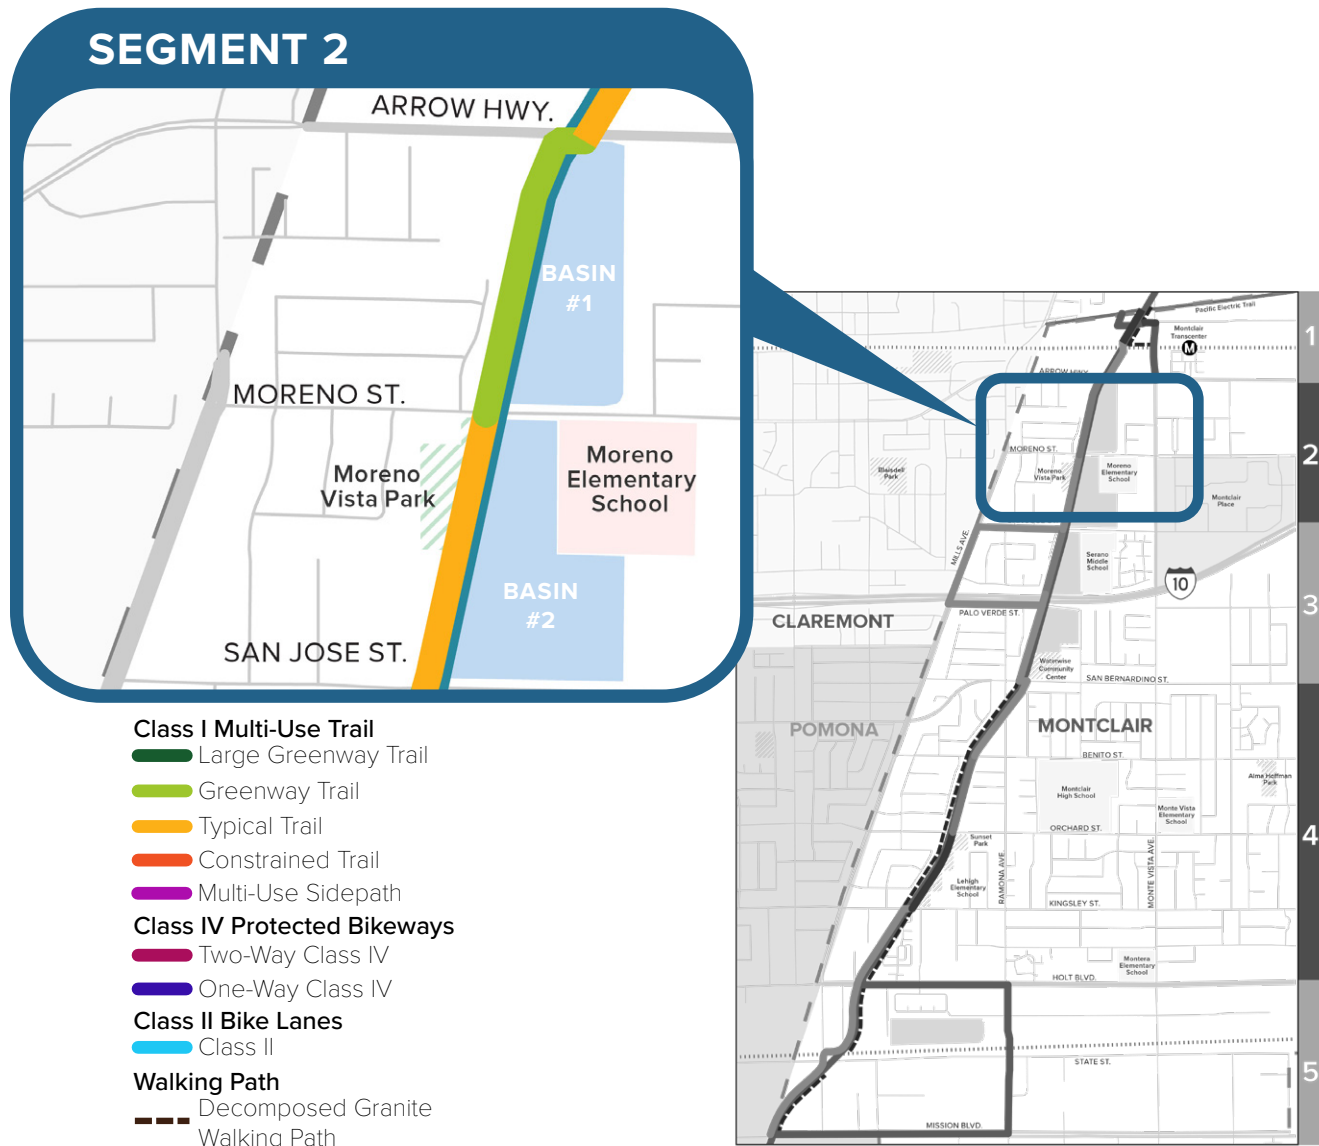 SEGMENT 2
ARROW HWY.
BASIN
#1
MORENO ST.
Moreno
Vista Park
Moreno
Elementary
School
BASIN
#2
SAN JOSE ST.
Class I Multi-Use Trail
Large Greenway Trail
Greenway Trail
Typical Trail
Constrained Trail
Multi-Use Sidepath
Class IV Protected Bikeways
Two-Way Class IV
One-Way Class IV
Class II Bike Lanes
Class II
Walking Path
Decomposed Granite
Walking Path
Pacific Electric Trail
Montclair
Transcenter
M
1
ARROW HWY.
MORENO ST.
2
Blaisdell
Park
Moreno
Vista Park
Moreno
Elementary
School
Montclair
Place
MILLS AVE.
Serano
Middle
School
10
3
PALO VERDE ST.
CLAREMONT
Waterwise
Community
Center
SAN BERNARDINO ST.
POMONA
MONTCLAIR
BENITO ST.
Alma Hoffman
Park
Montclair
High School
Monte Vista
Elementary
School
ORCHARD ST.
4
Sunset
Park
RAMONA AVE.
MONTE VISTA AVE.
Lehigh
Elementary
School
KINGSLEY ST.
Montera
Elementary
School
HOLT BLVD.
STATE ST.
5
MISSION BLVD.